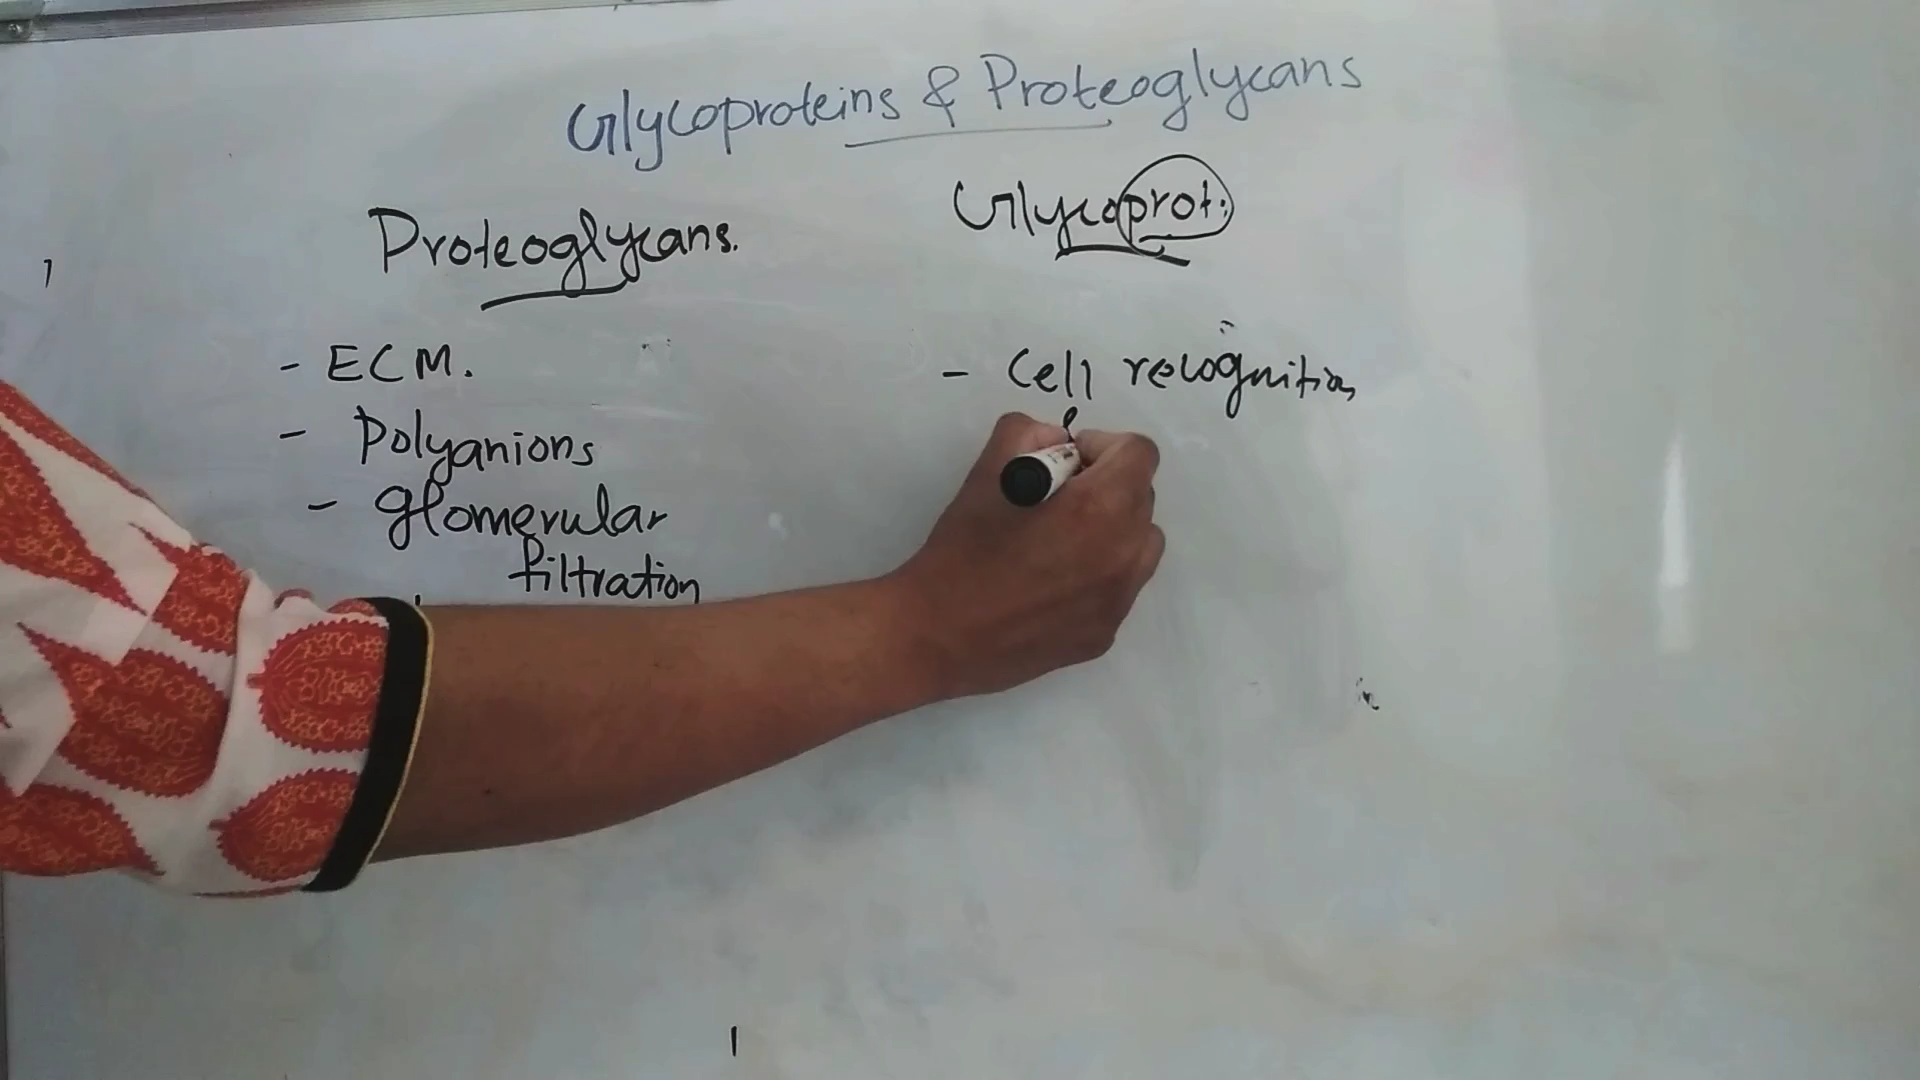 Glycoproteins & Proteoglycans
Proteoglycans.
- ECM.
- Polyanions
- glomerular
filtration
Glycoprot.
- Cell recognition
&